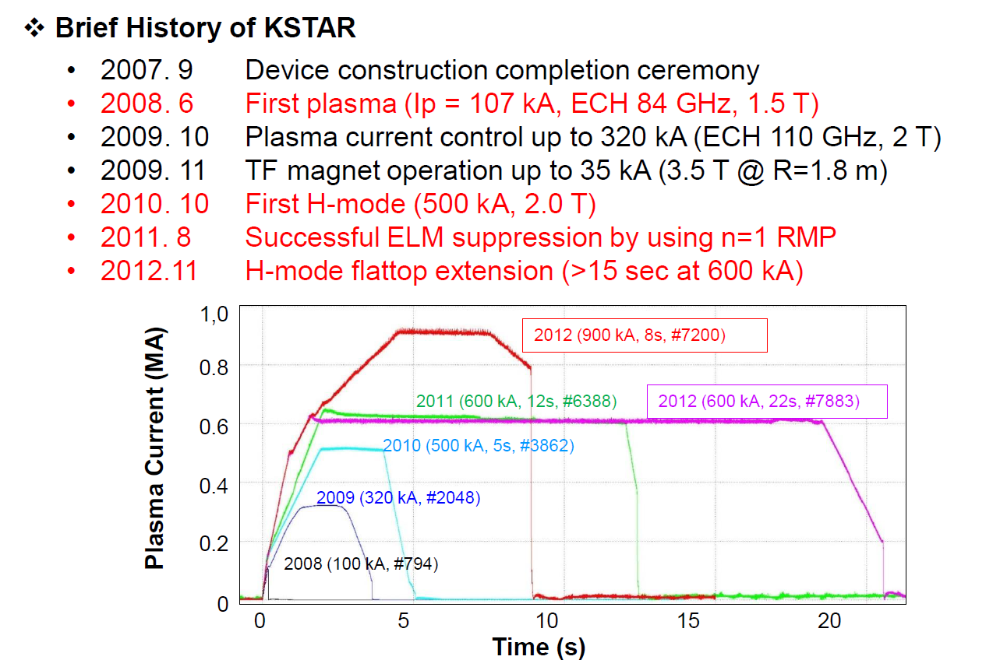 ❖ Brief History of KSTAR
• 2007. 9 Device construction completion ceremony
• 2008. 6 First plasma (Ip = 107 kA, ECH 84 GHz, 1.5 T)
• 2009. 10 Plasma current control up to 320 kA (ECH 110 GHz, 2 T)
• 2009. 11 TF magnet operation up to 35 kA (3.5 T @ R=1.8 m)
• 2010. 10 First H-mode (500 kA, 2.0 T)
• 2011. 8 Successful ELM suppression by using n=1 RMP
• 2012.11 H-mode flattop extension (>15 sec at 600 kA)
Plasma Current (MA)
1,0
0.8
0.6
0.4
0.2
0
2012 (900 kA, 8s, #7200)
2011 (600 kA, 12s, #6388)
2012 (600 kA, 22s, #7883)
2010 (500 kA, 5s, #3862)
2009 (320 kA, #2048)
2008 (100 kA, #794)
0 5 10 15 20
Time (s)